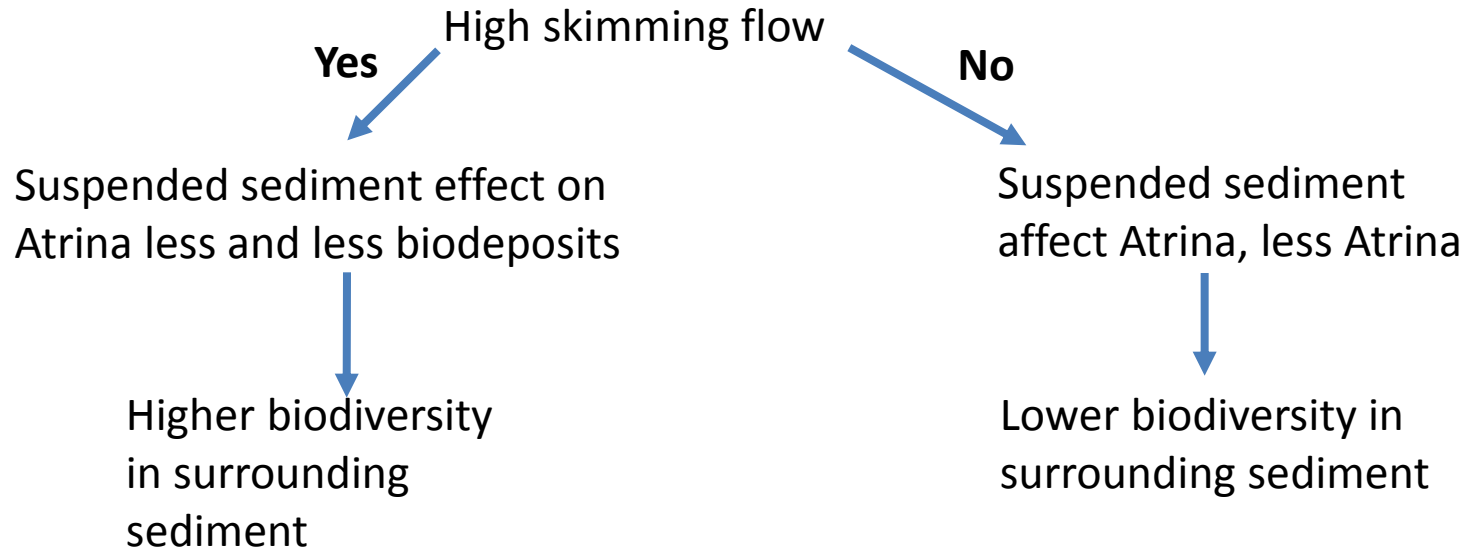 High skimming flow
Yes
No
Suspended sediment effect on
Atrina less and less biodeposits
Suspended sediment
affect Atrina, less Atrina
Higher biodiversity
in surrounding
sediment
Lower biodiversity in
surrounding sediment